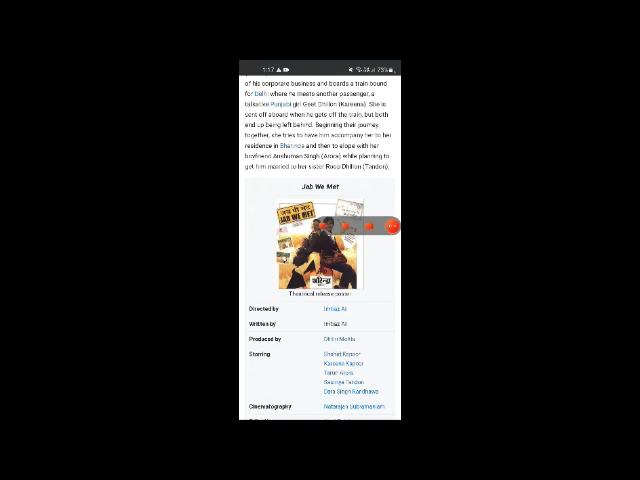 1:17
75%
of his corporate business and boards a train bound
for Delhi where he meets another passenger, a
talkative Punjabi girl Geet Dhillon (Kareena). She is
sent off aboard when he gets off the train, but both
end up being left behind. Beginning their journey
together, she tries to have him accompany her to her
residence in Bhatinda and then to elope with her
boyfriend Anshuman Singh (Arora) while planning to
get him married to her sister Roop Dhillon (Tandon).
Jab We Met
जब वी मेट
JAB WE MET
Theatrical release poster
Directed by Imtiaz Ali
Written by Imtiaz Ali
Produced by Dhilin Mehta
Starring Shahid Kapoor
Kareena Kapoor
Tarun Arora
Saumya Tandon
Dara Singh Randhawa
Cinematography Natarajan Subramaniam